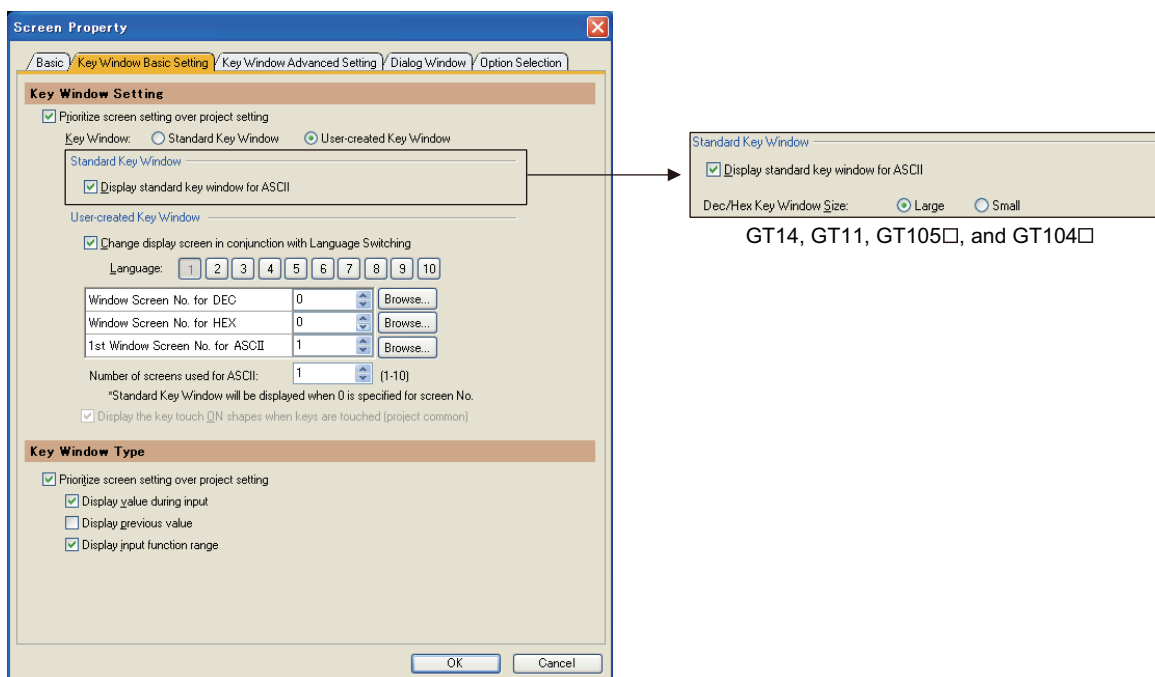 Screen Property
Basic Key Window Basic Setting Key Window Advanced Setting Dialog Window Option Selection
Key Window Setting
Prioritize screen setting over project setting
Key Window: Standard Key Window User-created Key Window
Standard Key Window
Display standard key window for ASCII
User-created Key Window
Change display screen in conjunction with Language Switching
Language: 1 2 3 4 5 6 7 8 9 10
Window Screen No. for DEC 0 Browse...
Window Screen No. for HEX 0 Browse...
1st Window Screen No. for ASCII 1 Browse...
Number of screens used for ASCII: 1 (1-10)
*Standard Key Window will be displayed when 0 is specified for screen No.
Display the key touch ON shapes when keys are touched (project common)
Key Window Type
Prioritize screen setting over project setting
Display value during input
Display previous value
Display input function range
OK Cancel
Standard Key Window
Display standard key window for ASCII
Dec/Hex Key Window Size: Large Small
GT14, GT11, GT105□, and GT104□